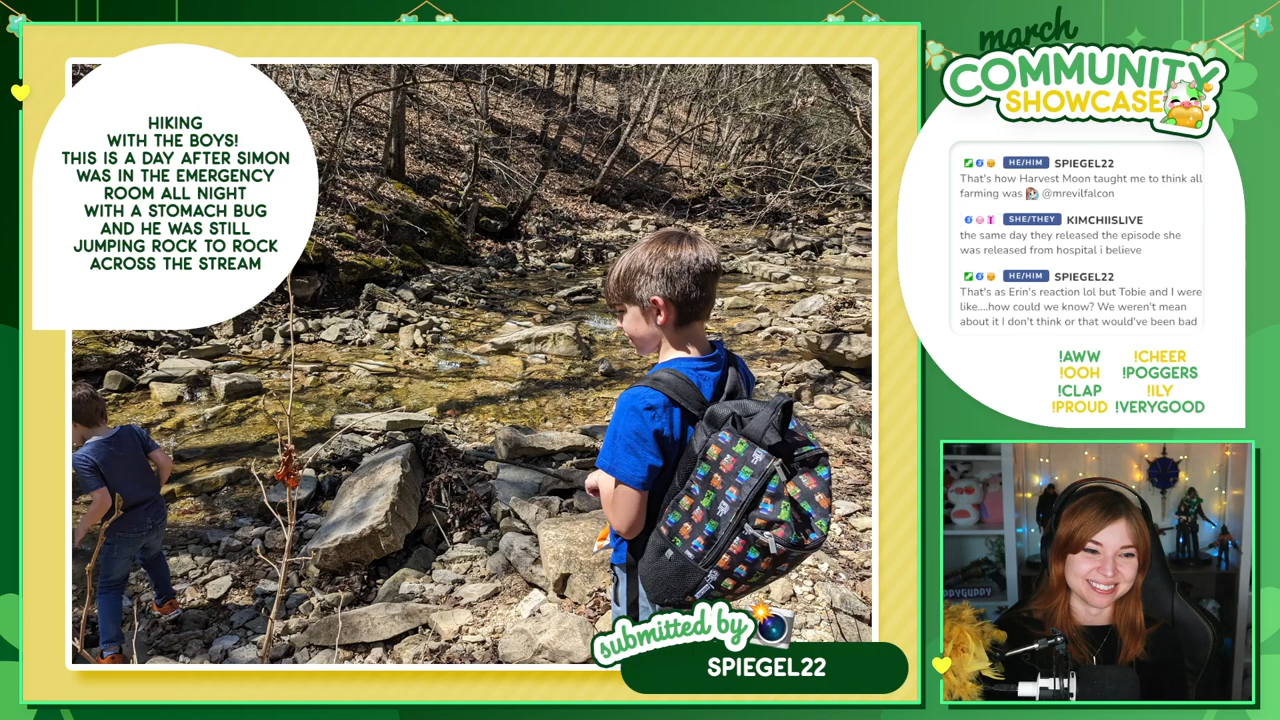 HIKING
WITH THE BOYS!
THIS IS A DAY AFTER SIMON
WAS IN THE EMERGENCY
ROOM ALL NIGHT
WITH A STOMACH BUG
AND HE WAS STILL
JUMPING ROCK TO ROCK
ACROSS THE STREAM
submitted by
SPIEGEL22
march
COMMUNITY
SHOWCASE
HE/HIM SPIEGEL22
That's how Harvest Moon taught me to think all
farming was @mrevilfalcon
SHE/THEY KIMCHIISLIVE
the same day they released the episode she
was released from hospital i believe
HE/HIM SPIEGEL22
That's as Erin's reaction lol but Tobie and I were
like....how could we know? We weren't mean
about it I don't think or that would've been bad
!AWW !CHEER
!OOH !POGGERS
!CLAP !ILY
!PROUD !VERYGOOD
PPYGUPPY